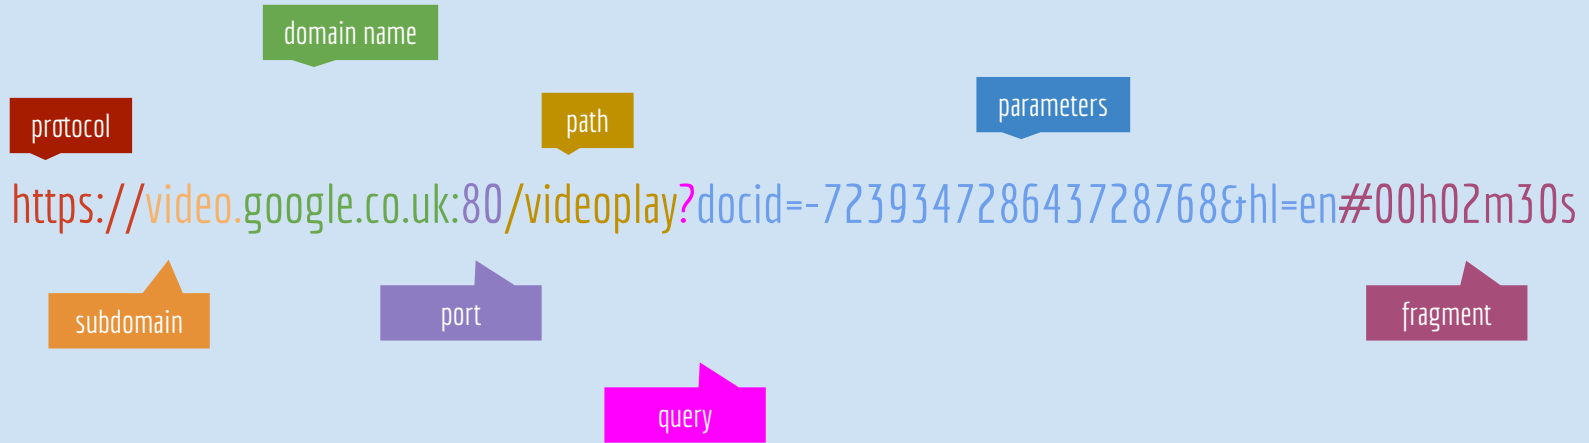 domain name
parameters
path
protocol
https://video.google.co.uk:80/videoplay?docid=-723934728643728768&hl=en#00h02m30s
subdomain
port
fragment
query